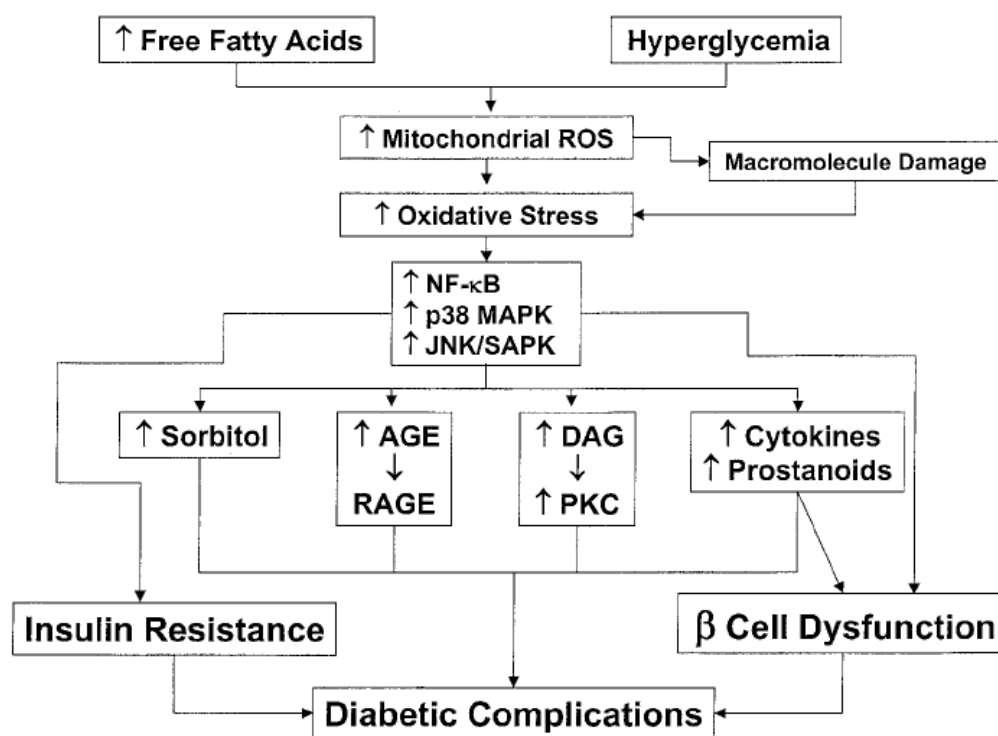 ↑ Free Fatty Acids
Hyperglycemia
↑ Mitochondrial ROS
Macromolecule Damage
↑ Oxidative Stress
↑ NF-κB
↑ p38 MAPK
↑ JNK/SAPK
↑ Sorbitol
↑ AGE
↓
RAGE
↑ DAG
↓
↑ PKC
↑ Cytokines
↑ Prostanoids
Insulin Resistance
β Cell Dysfunction
Diabetic Complications